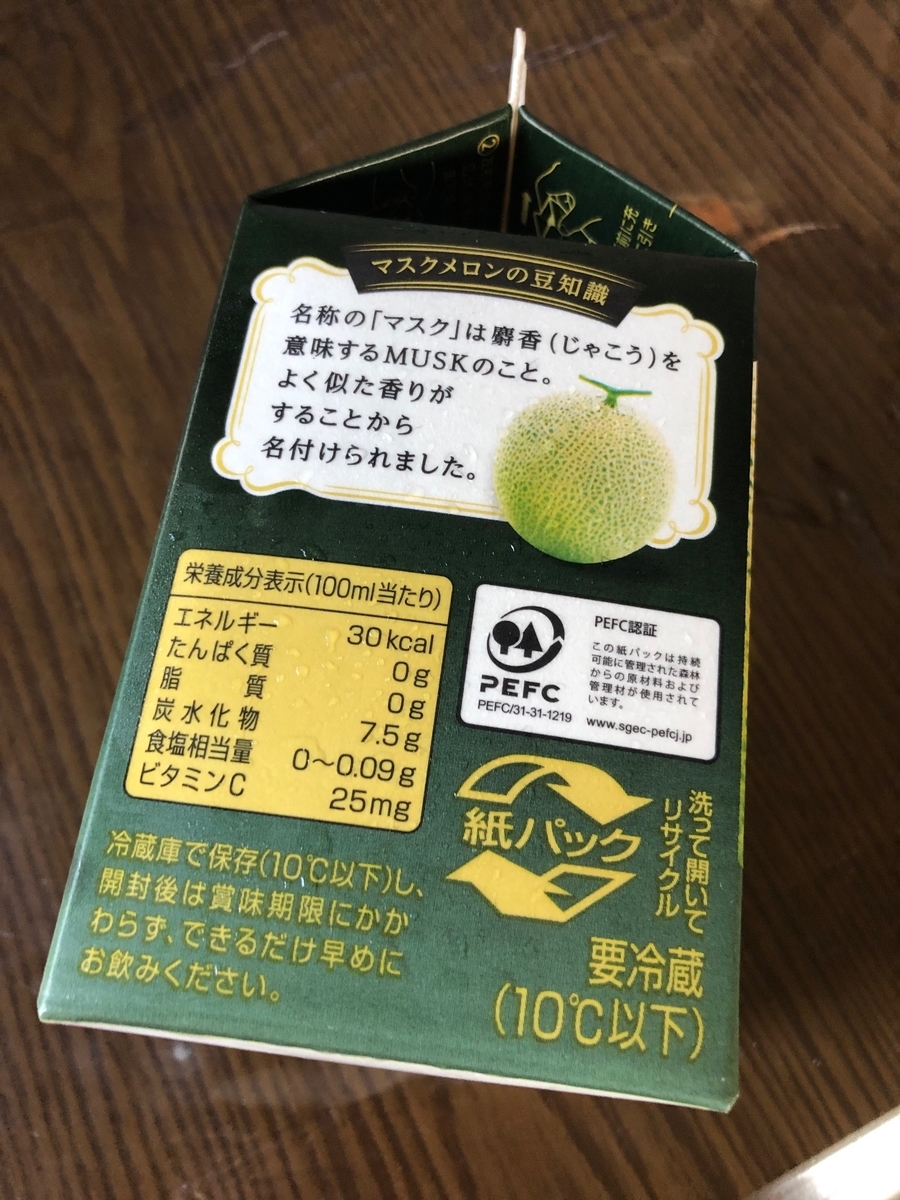 マスクメロンの豆知識
名称の「マスク」は麝香(じゃこう)を
意味するMUSKのこと。
よく似た香りが
することから
名付けられました。
栄養成分表示(100ml当たり)
エネルギー 30kcal
たんぱく質 0g
脂質 0g
炭水化物 7.5g
食塩相当量 0〜0.09g
ビタミンC 25mg
PEFC
PEFC/31-31-1219
PEFC認証
この紙パックは持続
可能に管理された森林
からの原材料および
管理材が使用されて
います。
www.sgec-pefcj.jp
紙パック
洗って開いて
リサイクル
冷蔵庫で保存(10℃以下)し、
開封後は賞味期限にかか
わらず、できるだけ早めに
お飲みください。
要冷蔵
(10℃以下)